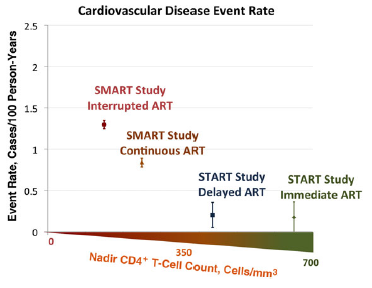 Cardiovascular Disease Event Rate
Event Rate, Cases/100 Person-Years
2.5
2
1.5
1
0.5
0
SMART Study
Interrupted ART
SMART Study
Continuous ART
START Study
Delayed ART
START Study
Immediate ART
0
350
700
Nadir CD4⁺ T-Cell Count, Cells/mm³